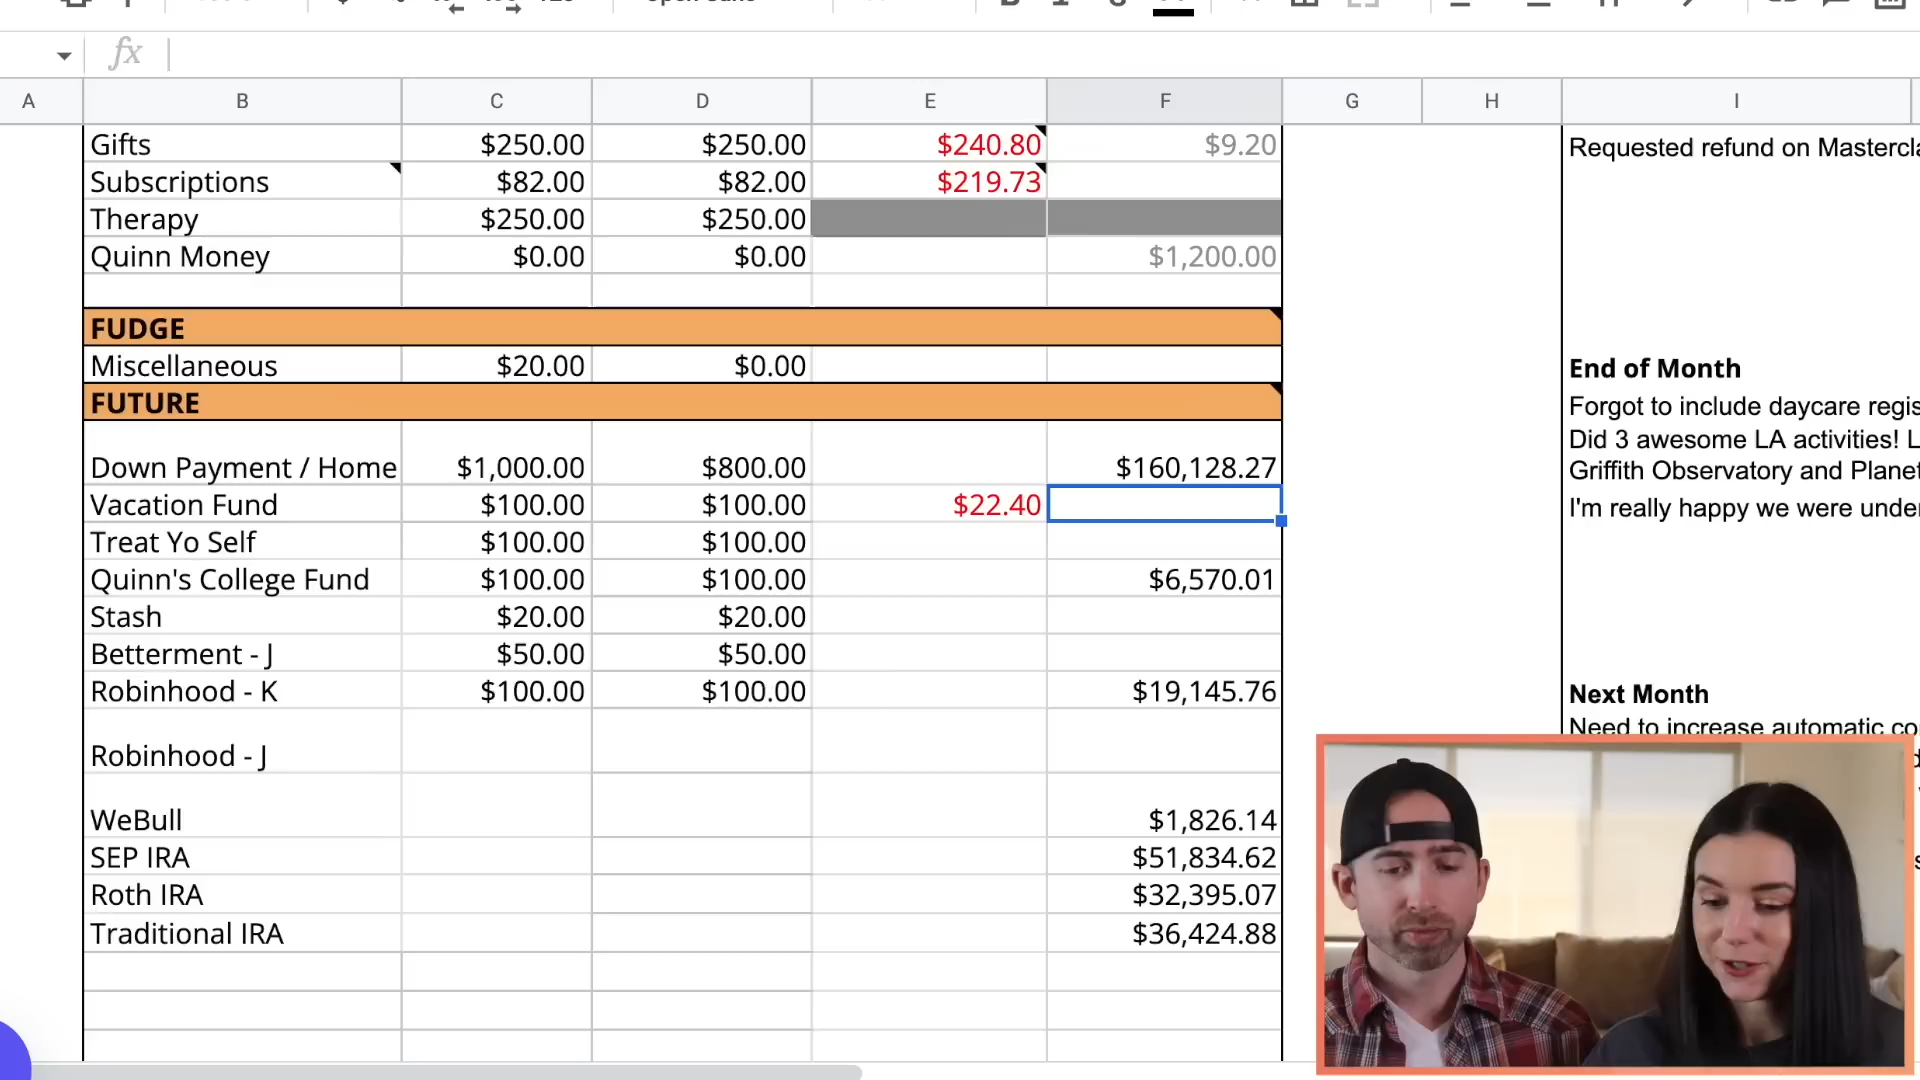 fx
A B C D E F G H I
Gifts $250.00 $250.00 $240.80 $9.20
Requested refund on
Subscriptions $82.00 $82.00 $219.73
Therapy $250.00 $250.00
Quinn Money $0.00 $0.00 $1,200.00
FUDGE
Miscellaneous $20.00 $0.00
End of Month
FUTURE
Forgot to include daycare
Did 3 awesome LA activities!
Down Payment / Home $1,000.00 $800.00 $160,128.27
Griffith Observatory and
Vacation Fund $100.00 $100.00 $22.40
I'm really happy we were
Treat Yo Self $100.00 $100.00
Quinn's College Fund $100.00 $100.00 $6,570.01
Stash $20.00 $20.00
Betterment - J $50.00 $50.00
Robinhood - K $100.00 $100.00 $19,145.76
Next Month
Need to increase automatic
Robinhood - J
WeBull $1,826.14
SEP IRA $51,834.62
Roth IRA $32,395.07
Traditional IRA $36,424.88